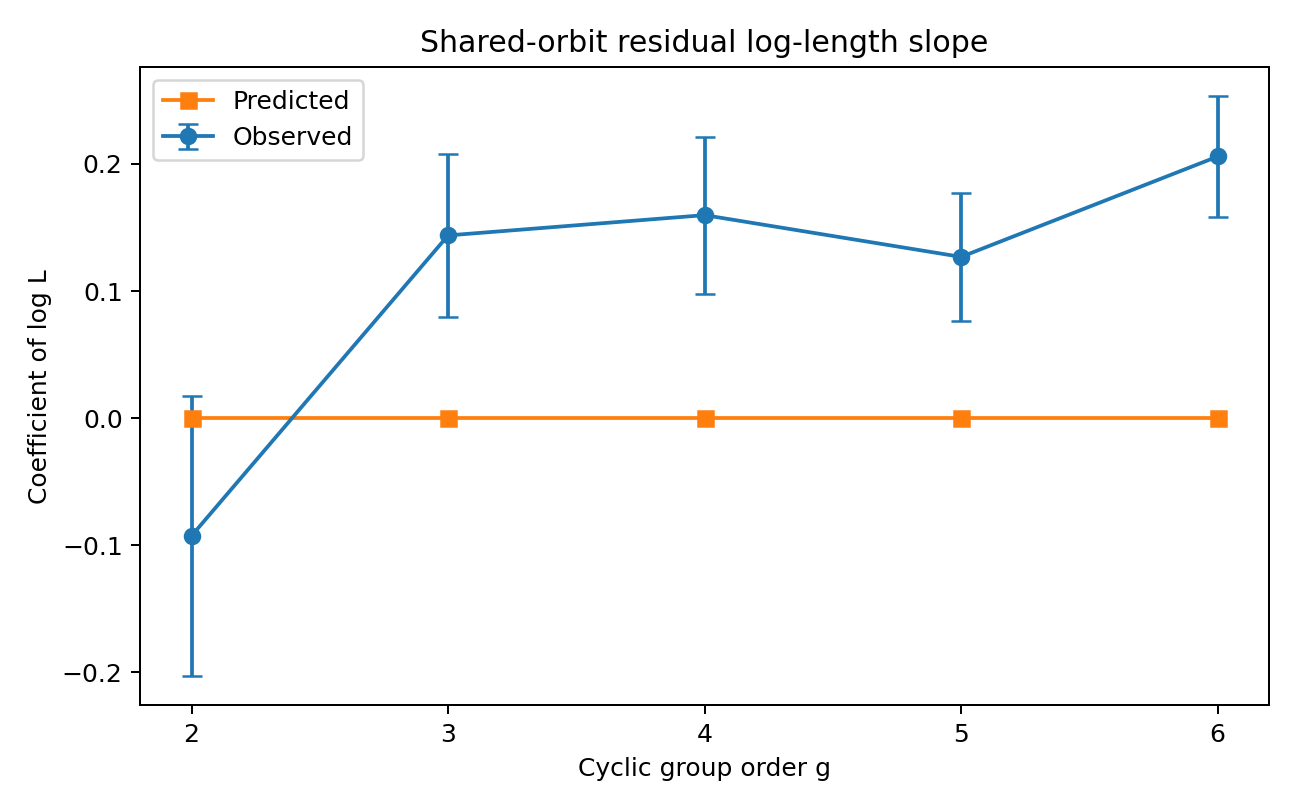 Shared-orbit residual log-length slope
Predicted
Observed
Coefficient of log L
0.2
0.1
0.0
−0.1
−0.2
2 3 4 5 6
Cyclic group order g